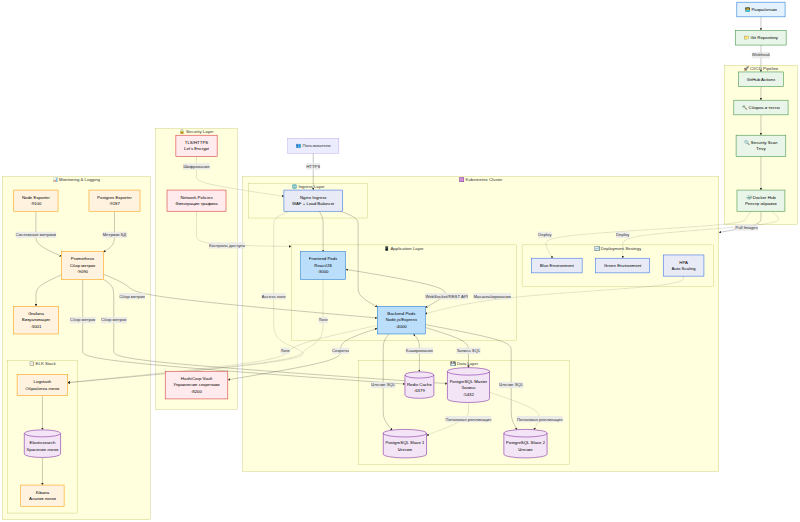 👨‍💻 Разработчик
📁 Git Repository
Webhook
🚀 CI/CD Pipeline
GitHub Actions
🔨 Сборка и тесты
🔍 Security Scan
Trivy
🐳 Docker Hub
Реестр образов
Pull Images
🔒 Security Layer
TLS/HTTPS
Let's Encrypt
Шифрование
Network Policies
Фильтрация трафика
Контроль доступа
HashiCorp Vault
Управление секретами
:8200
👥 Пользователи
HTTPS
Kubernetes Cluster
🌐 Ingress Layer
Nginx Ingress
WAF + Load Balancer
📊 Monitoring & Logging
Node Exporter
:9100
Postgres Exporter
:9187
Системные метрики
Метрики БД
Prometheus
Сбор метрик
:9090
Grafana
Визуализация
:3001
Сбор метрик
Сбор метрик
Сбор метрик
📋 ELK Stack
Logstash
Обработка логов
Elasticsearch
Хранение логов
Kibana
Анализ логов
📱 Application Layer
Frontend Pods
React/JS
:3000
Access логи
Логи
Логи
WebSocket/REST API
Backend Pods
Node.js/Express
:4000
Секреты
Кэширование
Запись SQL
Чтение SQL
Чтение SQL
Deployment Strategy
Deploy
Deploy
Blue Environment
Green Environment
HPA
Auto Scaling
Масштабирование
💾 Data Layer
Redis Cache
:6379
PostgreSQL Master
Запись
:5432
Потоковая репликация
Потоковая репликация
PostgreSQL Slave 1
Чтение
PostgreSQL Slave 2
Чтение